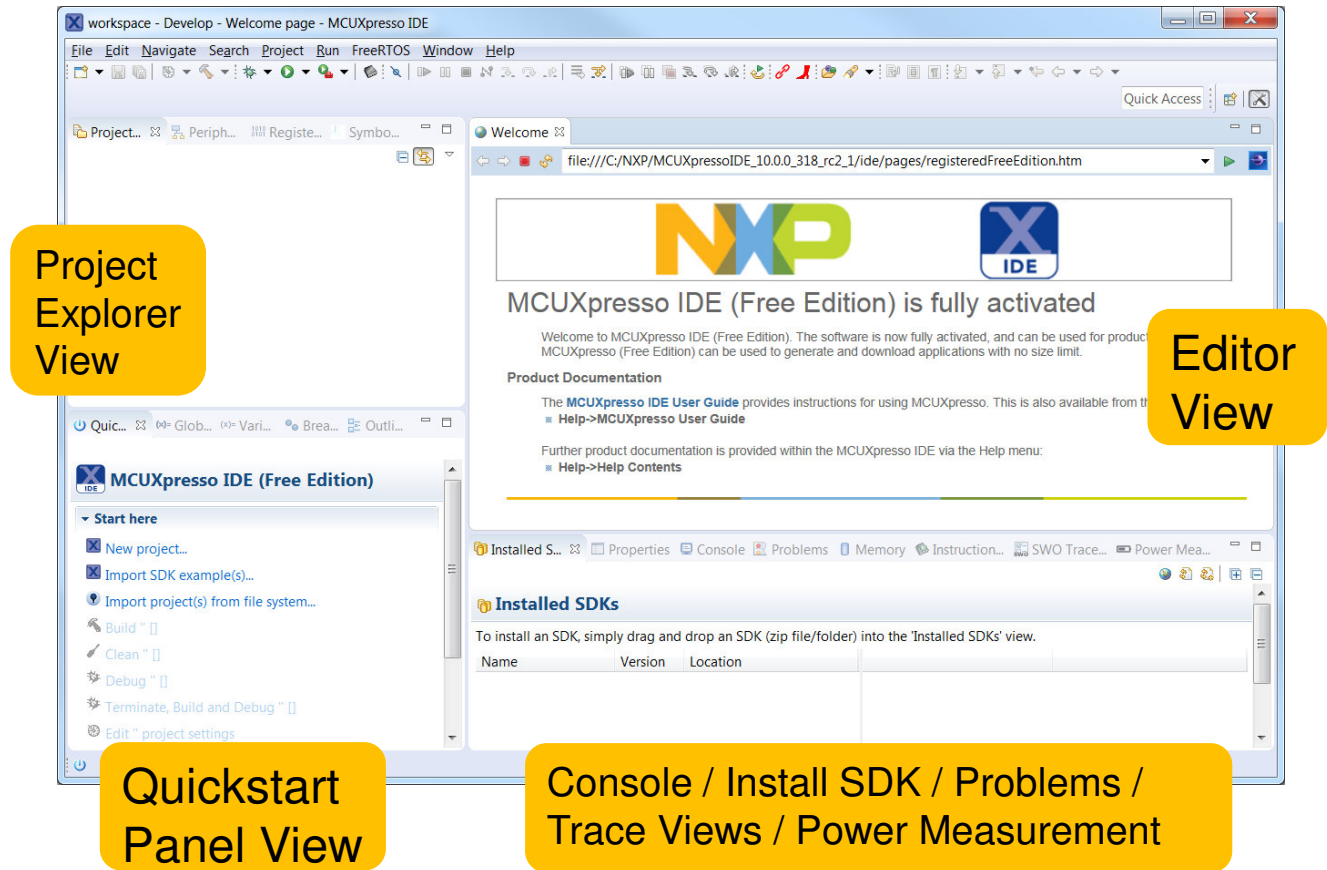 workspace - Develop - Welcome page - MCUXpresso IDE
File Edit Navigate Search Project Run FreeRTOS Window Help
Quick Access
Project... Periph... Registe... Symbo...
Welcome
file:///C:/NXP/MCUXpressoIDE_10.0.0_318_rc2_1/ide/pages/registeredFreeEdition.htm
NXP
IDE
Project
Explorer
View
MCUXpresso IDE (Free Edition) is fully activated
Welcome to MCUXpresso IDE (Free Edition). The software is now fully activated, and can be used for
MCUXpresso (Free Edition) can be used to generate and download applications with no size limit.
Product Documentation
The MCUXpresso IDE User Guide provides instructions for using MCUXpresso. This is also available from
Help->MCUXpresso User Guide
Further product documentation is provided within the MCUXpresso IDE via the Help menu:
Help->Help Contents
Editor
View
Quic... Glob... Vari... Brea... Outli...
IDE
MCUXpresso IDE (Free Edition)
Start here
New project...
Import SDK example(s)...
Import project(s) from file system...
Build '' []
Clean '' []
Debug '' []
Terminate, Build and Debug '' []
Edit '' project settings
Installed S... Properties Console Problems Memory Instruction... SWO Trace... Power Mea...
Installed SDKs
To install an SDK, simply drag and drop an SDK (zip file/folder) into the 'Installed SDKs' view.
Name Version Location
Quickstart
Panel View
Console / Install SDK / Problems /
Trace Views / Power Measurement